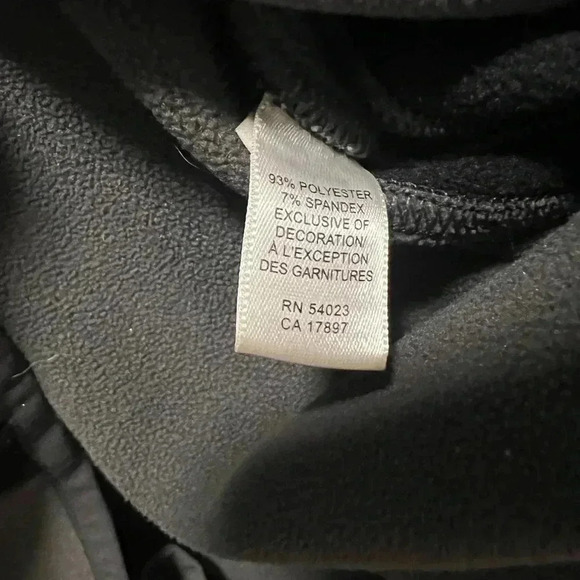 93% POLYESTER
7% SPANDEX
EXCLUSIVE OF
DECORATION/
À L'EXCEPTION
DES GARNITURES
RN 54023
CA 17897